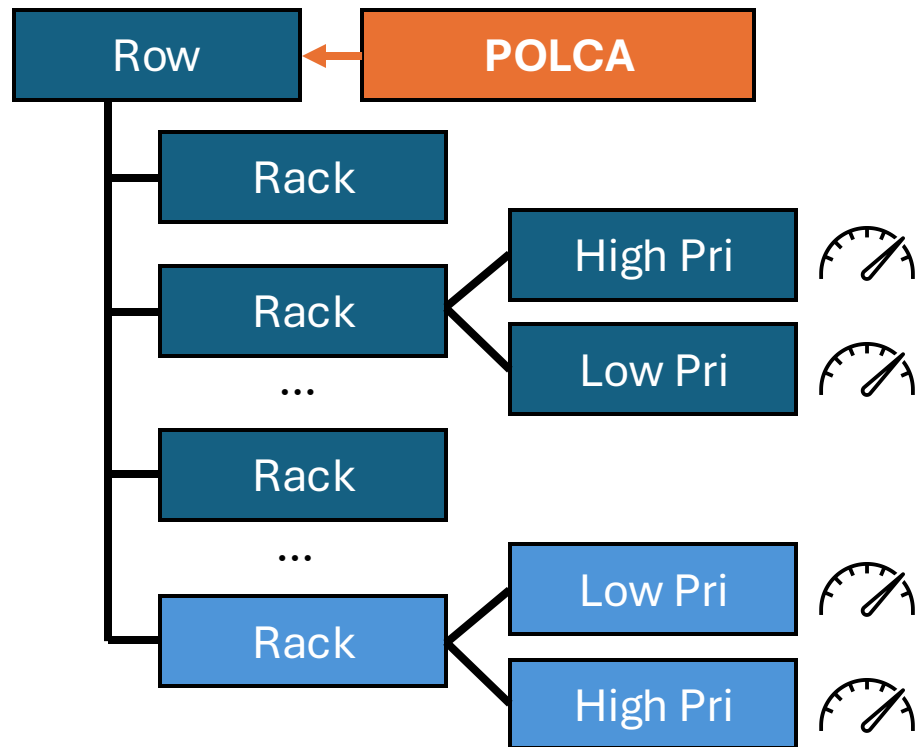 Row
POLCA
Rack
Rack
High Pri
Low Pri
...
Rack
...
Rack
Low Pri
High Pri